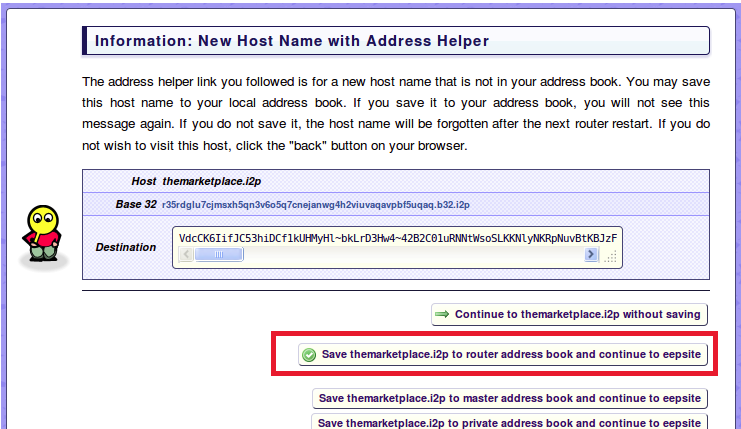 Information: New Host Name with Address Helper
The address helper link you followed is for a new host name that is not in your address book. You may save
this host name to your local address book. If you save it to your address book, you will not see this
message again. If you do not save it, the host name will be forgotten after the next router restart. If you do
not wish to visit this host, click the "back" button on your browser.
Host themarketplace.i2p
Base 32 r35rdglu7cjmsxh5qn3v6o5q7cnejanwg4h2viuvaqavpbf5uqaq.b32.i2p
Destination VdcCK6IifJC53hiDCf1kUHMyHl~bkLrD3Hw4~42B2C01uRNNtWsoSLKKNlyNKRpNuvBtKBJzF
Continue to themarketplace.i2p without saving
Save themarketplace.i2p to router address book and continue to eepsite
Save themarketplace.i2p to master address book and continue to eepsite
Save themarketplace.i2p to private address book and continue to eepsite